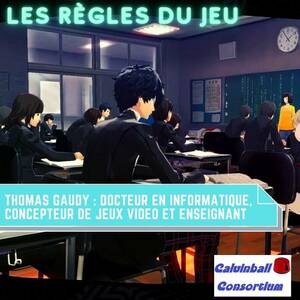 LES RÈGLES DU JEU
THOMAS GAUDY : DOCTEUR EN INFORMATIQUE,
CONCEPTEUR DE JEUX VIDEO ET ENSEIGNANT
Calvinball
Consortium